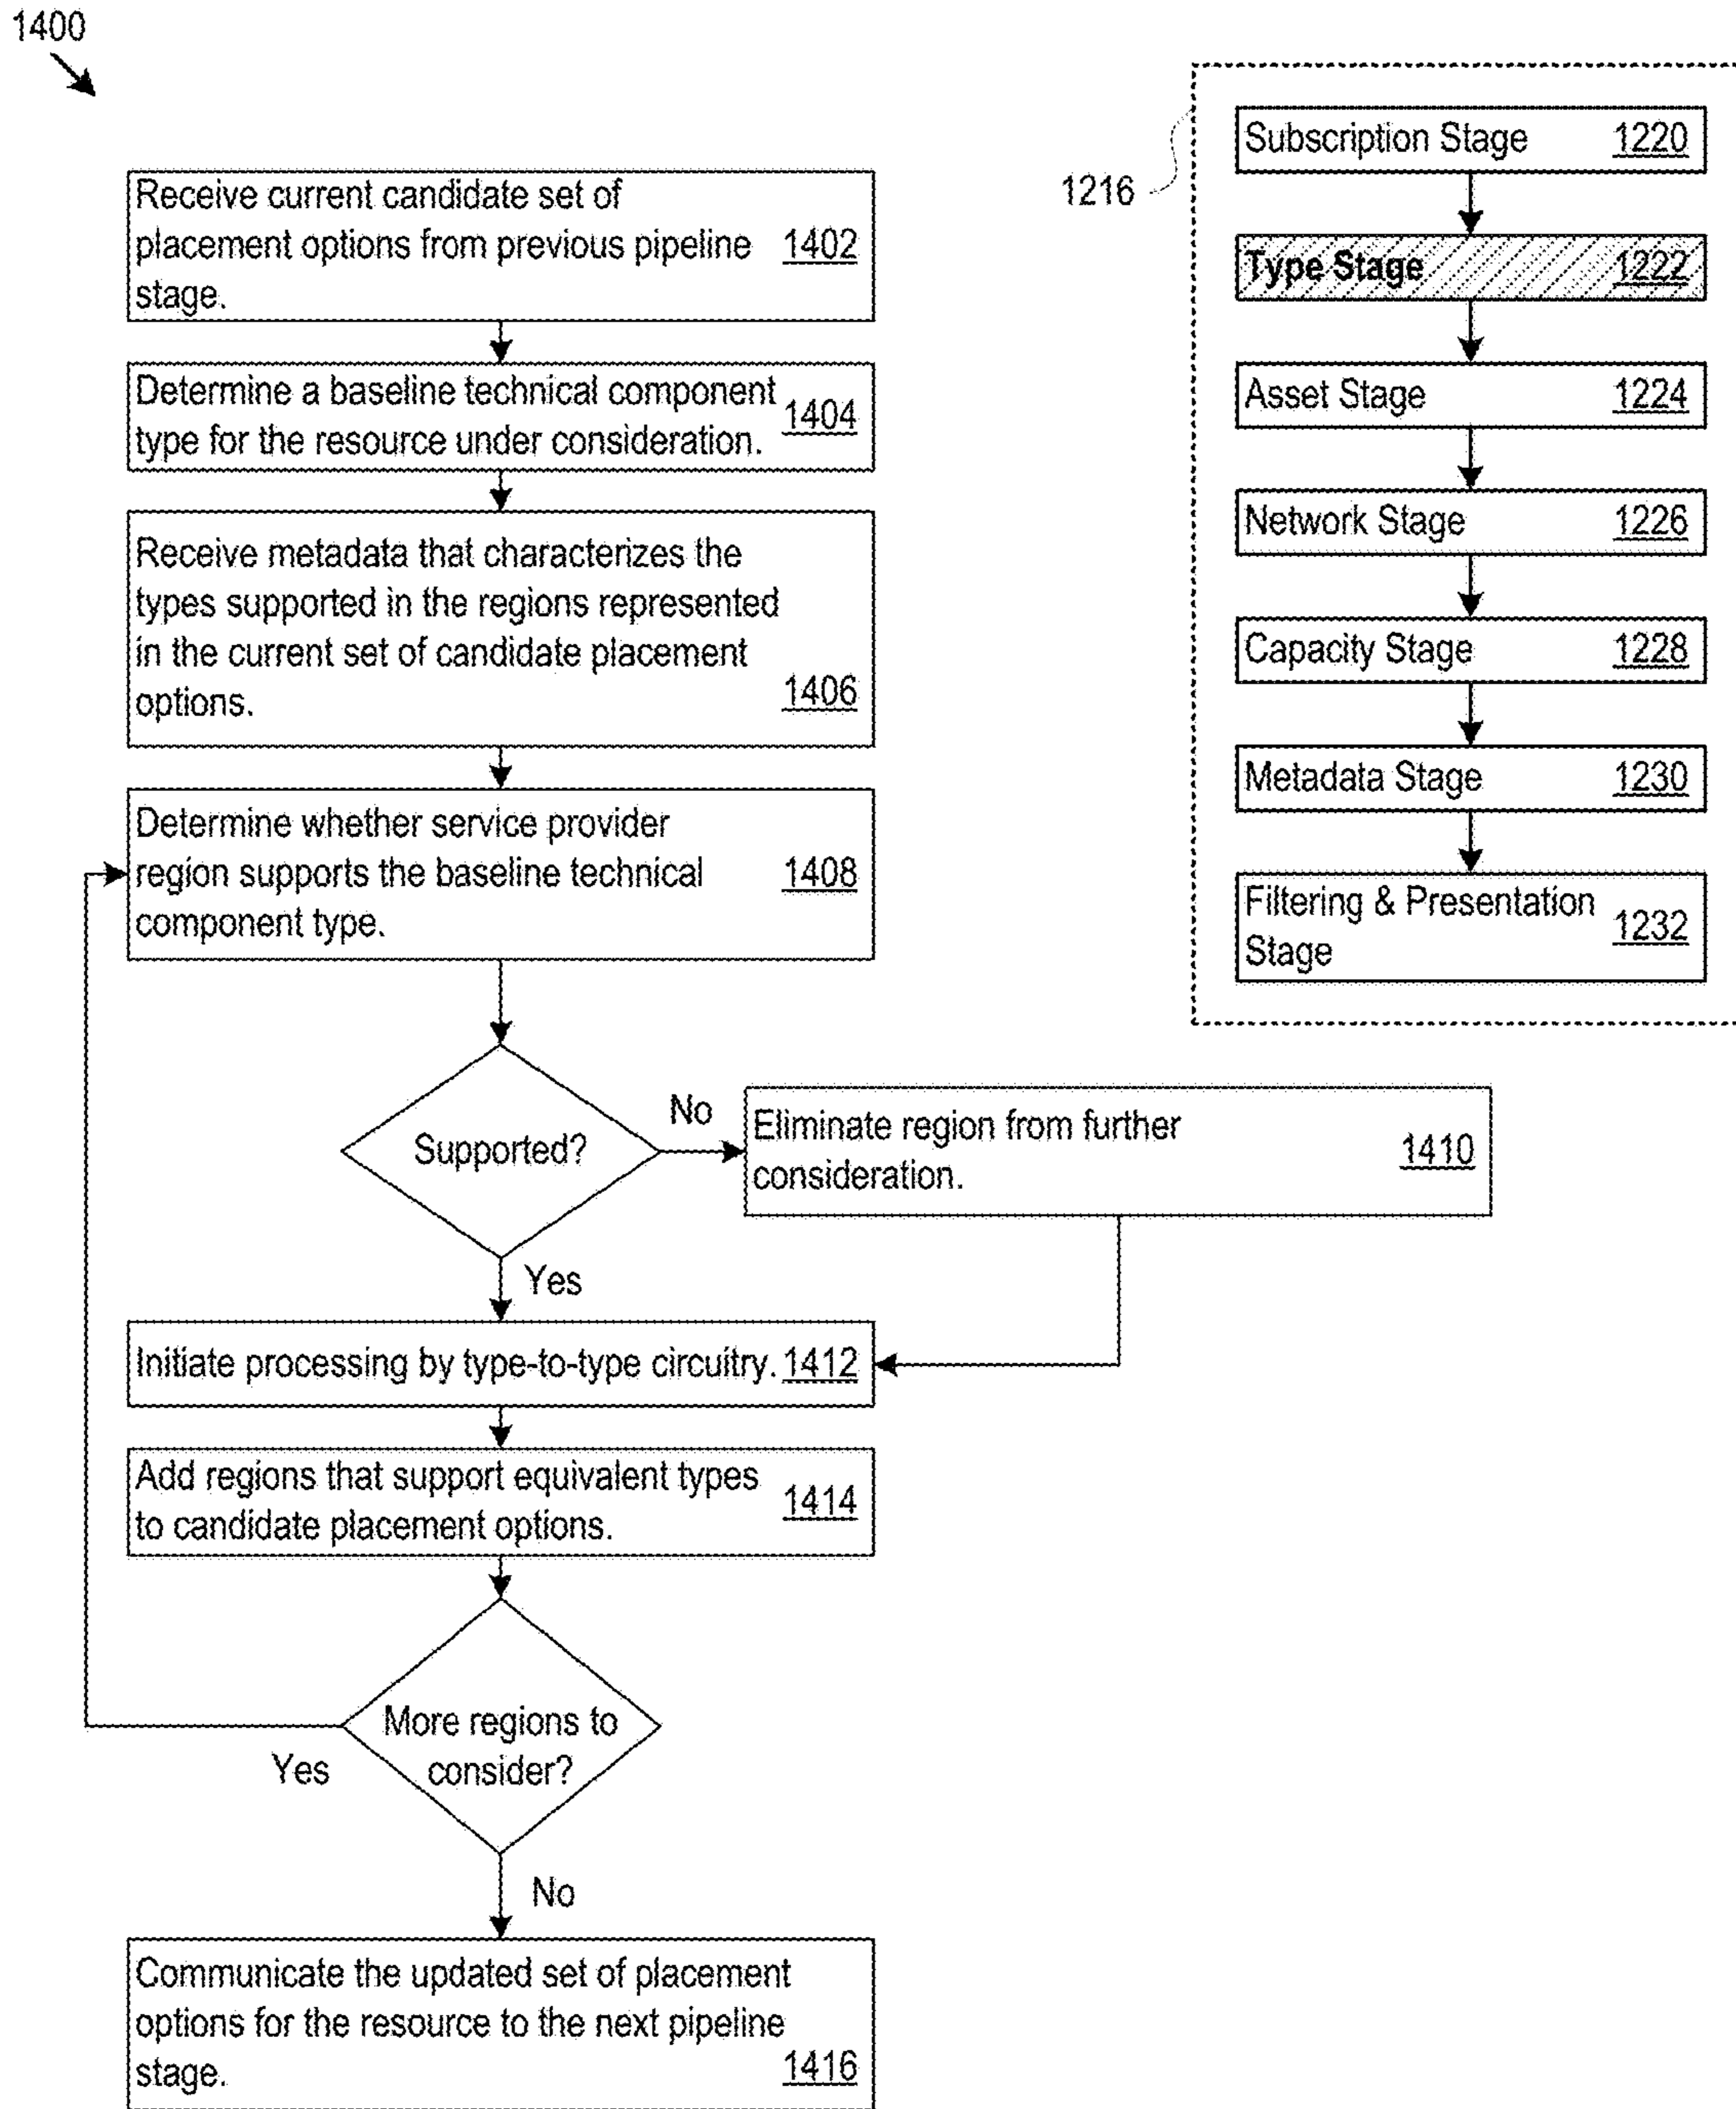 1400
Receive current candidate set of
placement options from previous pipeline 1402
stage.
Determine a baseline technical component
type for the resource under consideration. 1404
Receive metadata that characterizes the
types supported in the regions represented
in the current set of candidate placement
options. 1406
Determine whether service provider
region supports the baseline technical 1408
component type.
Supported?
No
Eliminate region from further
consideration. 1410
Yes
Initiate processing by type-to-type circuitry. 1412
Add regions that support equivalent types
to candidate placement options. 1414
More regions to
consider?
Yes
No
Communicate the updated set of placement
options for the resource to the next pipeline
stage. 1416
1216
Subscription Stage 1220
Type Stage 1222
Asset Stage 1224
Network Stage 1226
Capacity Stage 1228
Metadata Stage 1230
Filtering & Presentation 1232
Stage